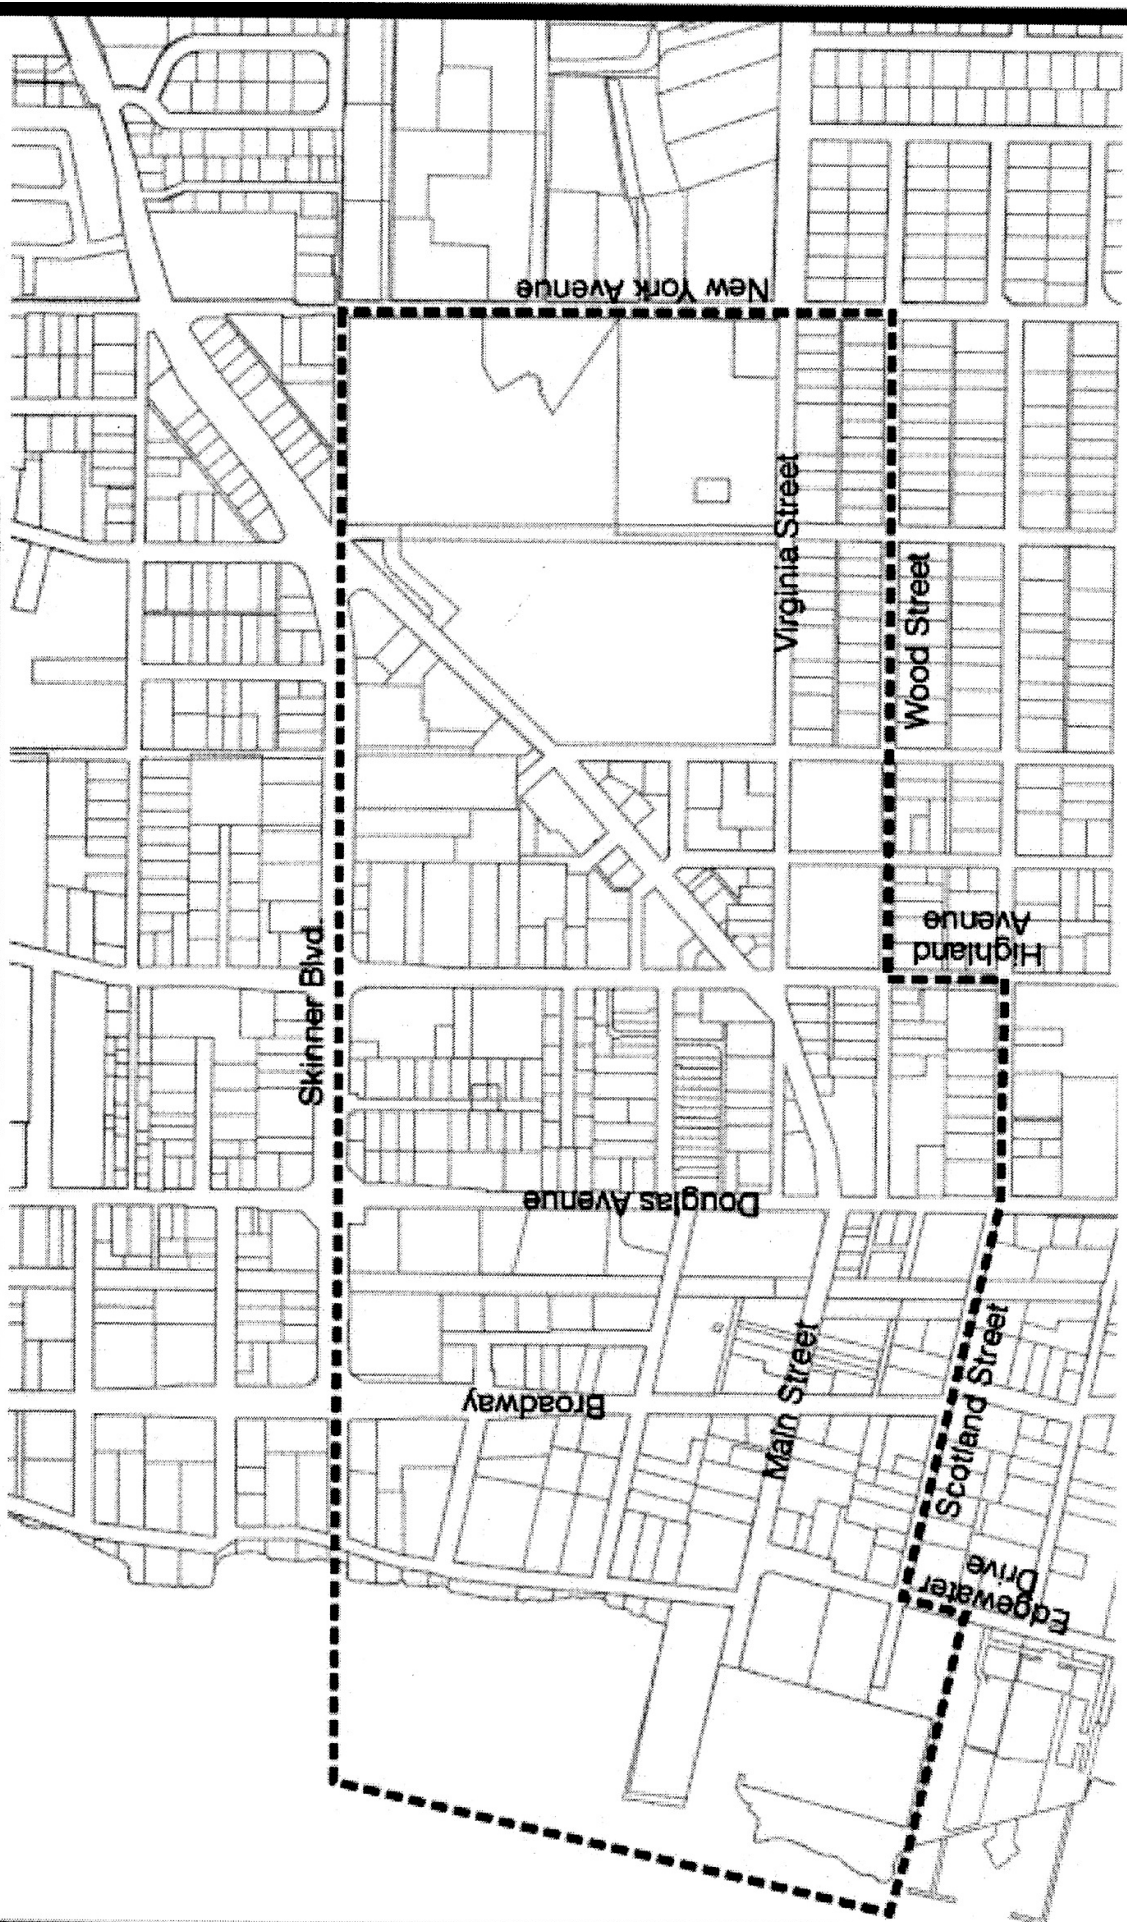 New York Avenue
Virginia Street
Wood Street
Highland
Avenue
Skinner Blvd.
Douglas Avenue
Broadway
Main Street
Scotland Street
Edgewater
Drive